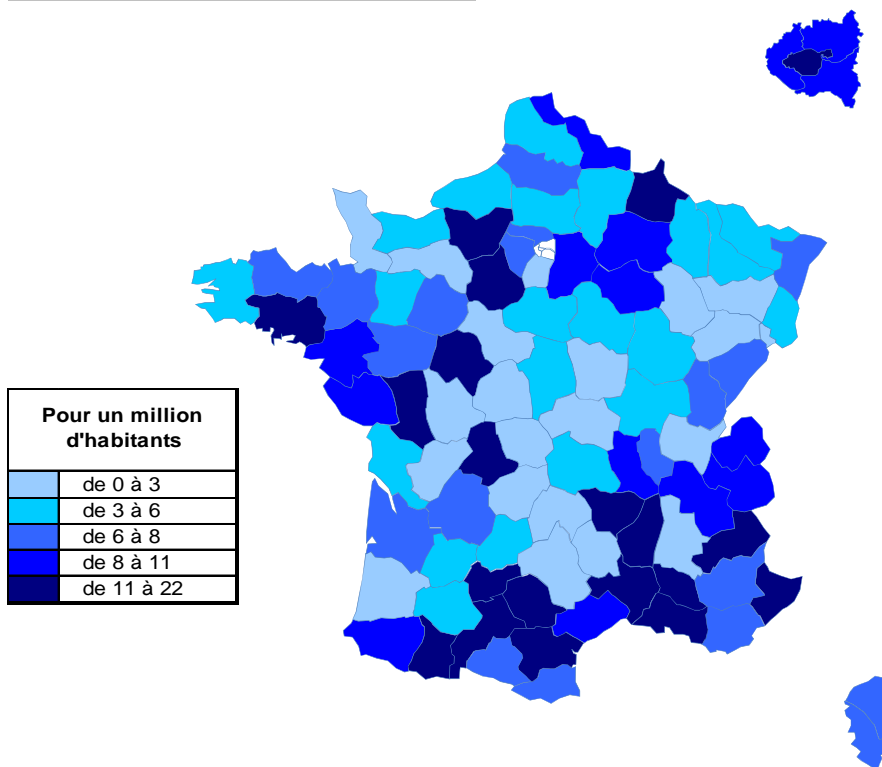 Pour un million
d'habitants
de 0 à 3
de 3 à 6
de 6 à 8
de 8 à 11
de 11 à 22